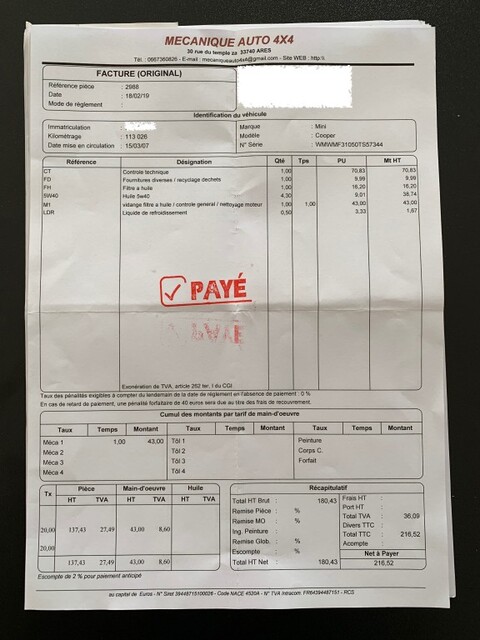 MECANIQUE AUTO 4X4
30 rue du temple za 33740 ARES
Tél. : 0967360826 - E-mail : mecaniqueauto4x4@gmail.com - Site WEB : http:\\
FACTURE (ORIGINAL)
Référence pièce : 2988
Date : 18/02/19
Mode de règlement :
Identification du véhicule
Immatriculation :
Kilométrage : 113 026
Date mise en circulation : 15/03/07
Marque : Mini
Modèle : Cooper
N° Série : WMWMF31050TS57344
Référence Désignation Qté Tps PU Mt HT
CT Controle technique 1,00 70,83 70,83
FD Fournitures diverses / recyclage dechets 1,00 9,99 9,99
FH Filtre a huile 1,00 16,20 16,20
5W40 Huile 5w40 4,30 9,01 38,74
M1 vidange filtre a huile / controle general / nettoyage moteur 1,00 1,00 43,00 43,00
LDR Liquide de refroidissement 0,50 3,33 1,67
PAYÉ
Exonération de TVA, article 262 ter, I du CGI
Taux des pénalités exigibles à compter du lendemain de la date de règlement en l'absence de paiement : 0 %
En cas de retard de paiement, une pénalité forfaitaire de 40 euros sera due au titre des frais de recouvrement.
Cumul des montants par tarif de main-d'oeuvre
Taux Temps Montant Taux Temps Montant Taux Temps Montant
Méca 1 1,00 43,00 Tôl 1 Peinture
Méca 2 Tôl 2 Corps C.
Méca 3 Tôl 3 Forfait
Méca 4 Tôl 4
Tx Pièce Main-d'oeuvre Huile
HT TVA HT TVA HT TVA
20,00 137,43 27,49 43,00 8,60
20,00
137,43 27,49 43,00 8,60
Récapitulatif
Total HT Brut : 180,43 Frais HT :
Remise Pièce : % Port HT :
Remise MO : % Total TVA : 36,09
Ing. Peinture : Divers TTC :
Remise Glob. : % Total TTC : 216,52
Escompte : % Acompte :
Total HT Net : 180,43 Net à Payer
216,52
Escompte de 2 % pour paiement anticipé
au capital de Euros - N° Siret 39448715100026 - Code NACE 4520A - N° TVA Intracom: FR64394487151 - RCS